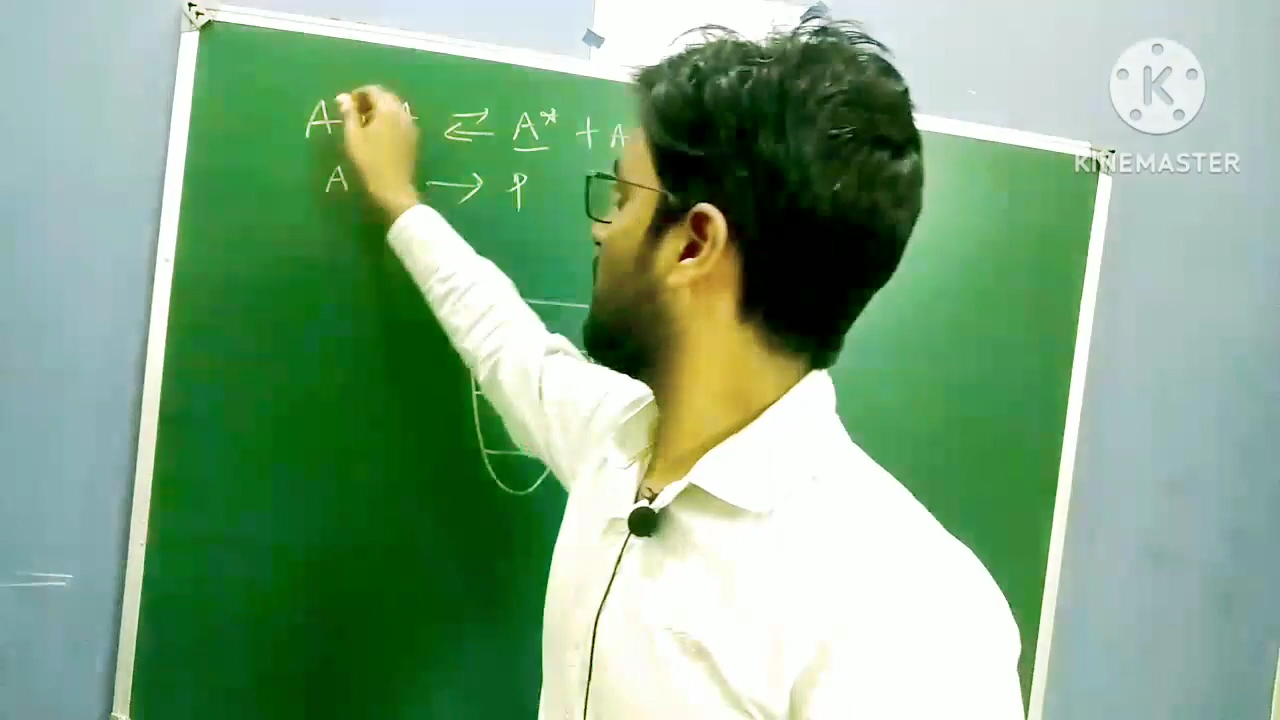 A A ⇌ A* + A
A → P
K
KINEMASTER